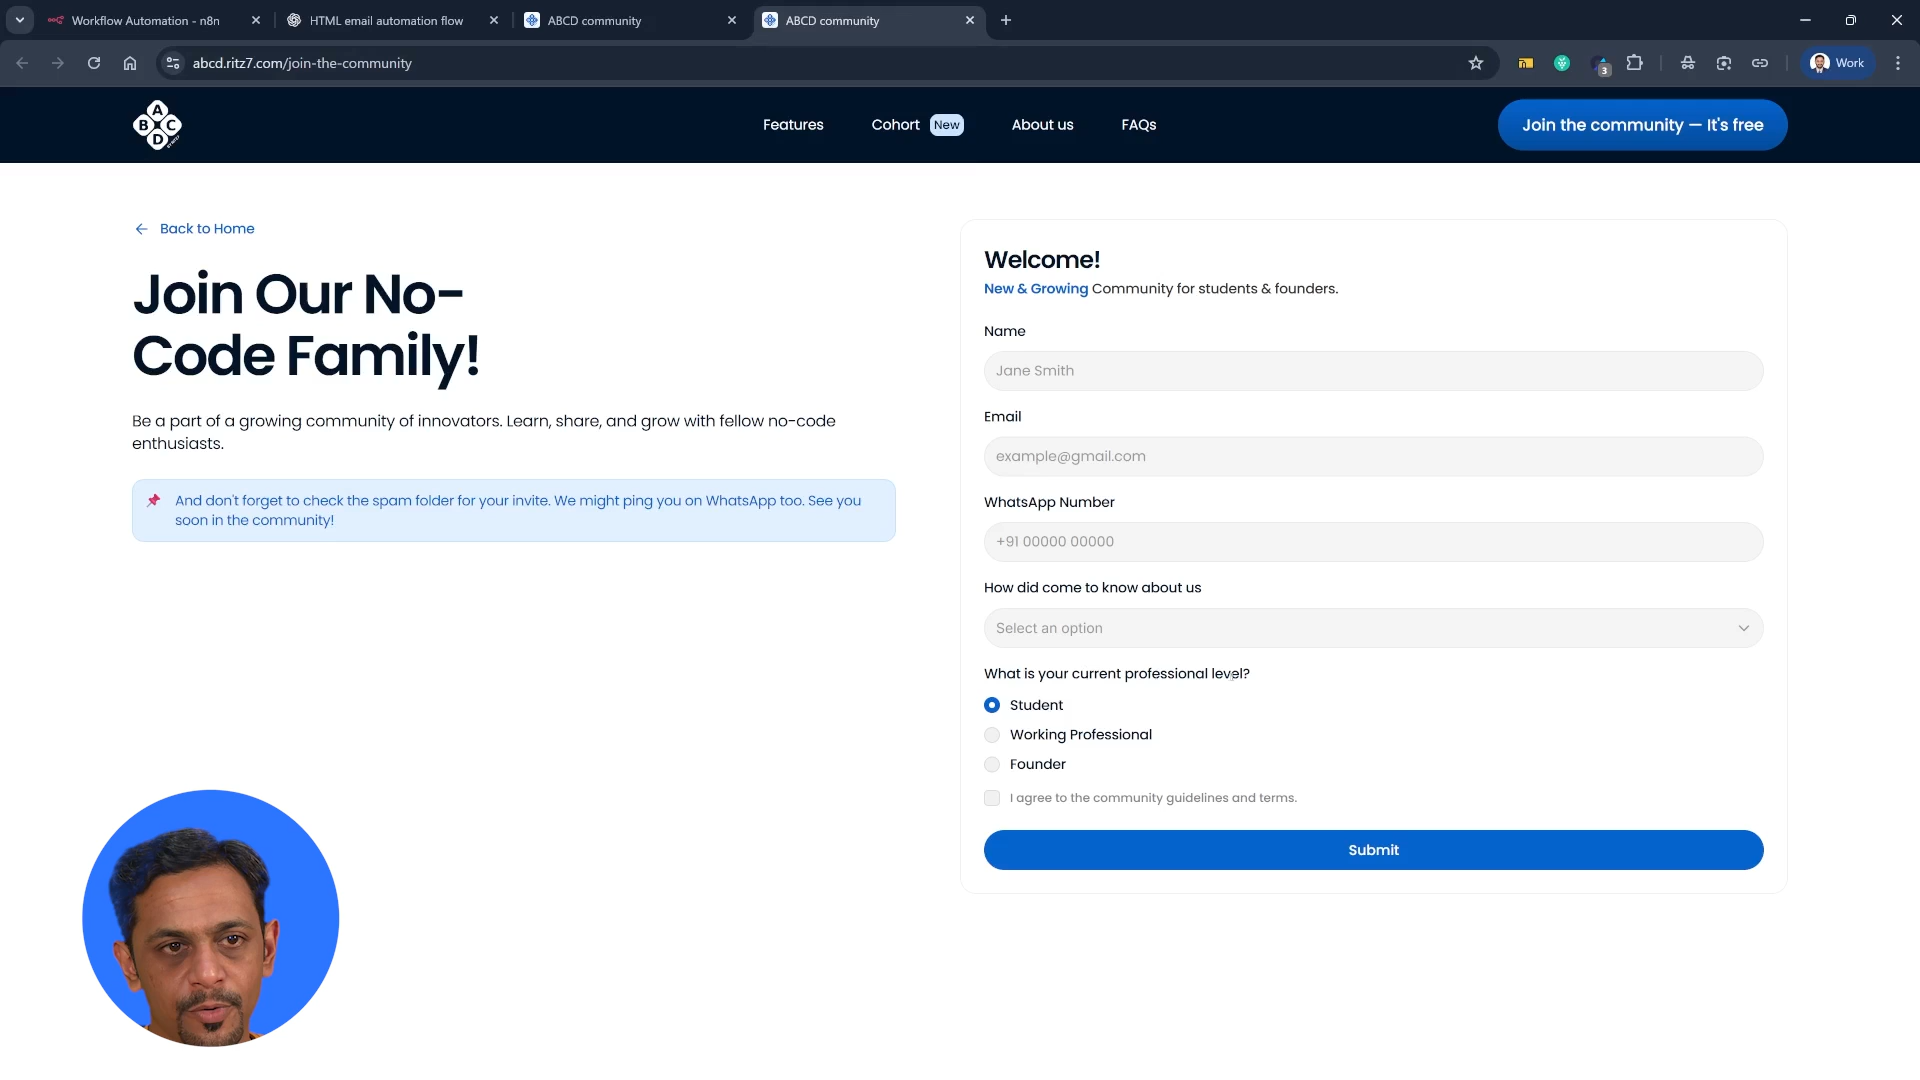 Workflow Automation - n8n
HTML email automation flow
ABCD community
ABCD community
abcd.ritz7.com/join-the-community
3
Work
A
B C
D
Features
Cohort New
About us
FAQs
Join the community — It's free
Back to Home
Join Our No-
Code Family!
Be a part of a growing community of innovators. Learn, share, and grow with fellow no-code
enthusiasts.
And don't forget to check the spam folder for your invite. We might ping you on WhatsApp too. See you
soon in the community!
Welcome!
New & Growing Community for students & founders.
Name
Jane Smith
Email
example@gmail.com
WhatsApp Number
+91 00000 00000
How did come to know about us
Select an option
What is your current professional level?
Student
Working Professional
Founder
I agree to the community guidelines and terms.
Submit